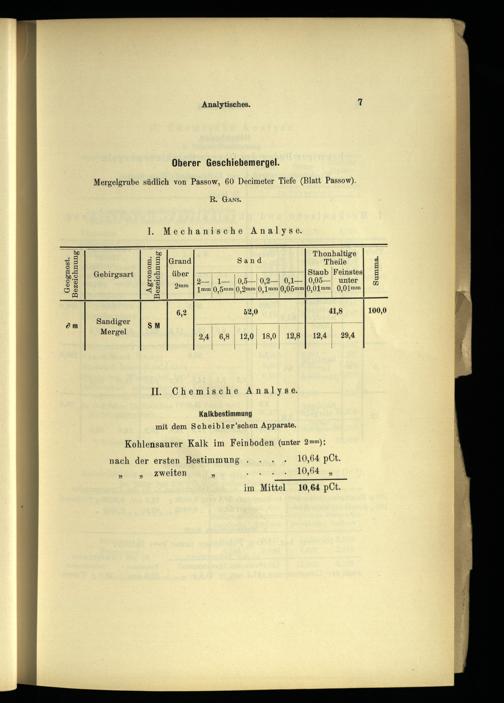 Analytisches. 7
Oberer Geschiebemergel.
Mergelgrube südlich von Passow, 60 Decimeter Tiefe (Blatt Passow).
R. Gans.
I. Mechanische Analyse.
Geognost. Bezeichnung
Gebirgsart
Agronom. Bezeichnung
Grand über 2mm
Sand
2— 1mm
1— 0,5mm
0,5— 0,2mm
0,2— 0,1mm
0,1— 0,05mm
Thonhaltige Theile
Staub 0,05— 0,01mm
Feinstes unter 0,01mm
Summa.
∂m
Sandiger Mergel
SM
6,2
52,0
41,8
100,0
2,4 6,8 12,0 18,0 12,8 12,4 29,4
II. Chemische Analyse.
Kalkbestimmung
mit dem Scheibler'schen Apparate.
Kohlensaurer Kalk im Feinboden (unter 2mm):
nach der ersten Bestimmung . . . . 10,64 pCt.
„ „ zweiten „ . . . . 10,64 „
im Mittel 10,64 pCt.